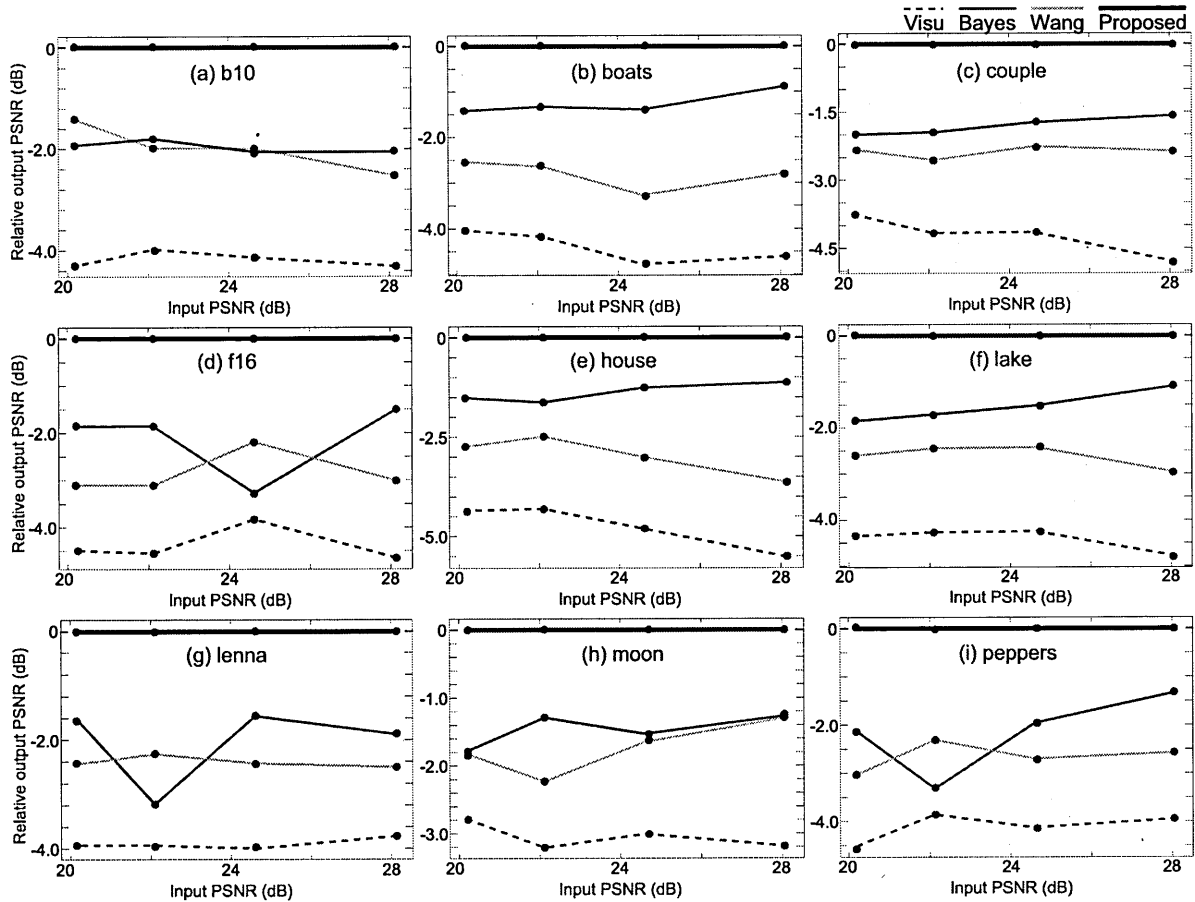 Visu Bayes Wang Proposed
(a) b10
0
-2.0
-4.0
20 24 28
Input PSNR (dB)
Relative output PSNR (dB)
(b) boats
0
-2.0
-4.0
20 24 28
Input PSNR (dB)
(c) couple
0
-1.5
-3.0
-4.5
20 24 28
Input PSNR (dB)
(d) f16
0
-2.0
-4.0
20 24 28
Input PSNR (dB)
Relative output PSNR (dB)
(e) house
0
-2.5
-5.0
20 24 28
Input PSNR (dB)
(f) lake
0
-2.0
-4.0
20 24 28
Input PSNR (dB)
(g) lenna
0
-2.0
-4.0
20 24 28
Input PSNR (dB)
Relative output PSNR (dB)
(h) moon
0
-1.0
-2.0
-3.0
20 24 28
Input PSNR (dB)
(i) peppers
0
-2.0
-4.0
20 24 28
Input PSNR (dB)